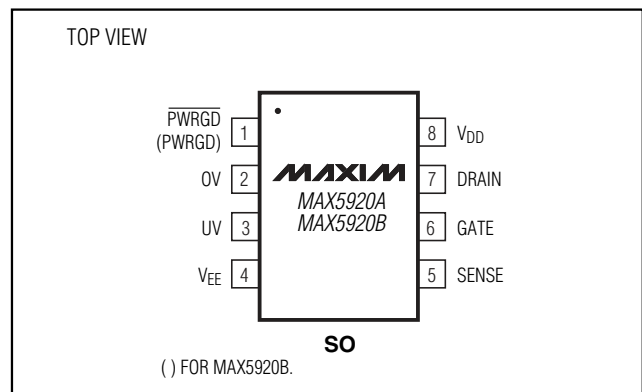 TOP VIEW
PWRGD
(PWRGD) 1
OV 2
UV 3
VEE 4
8 VDD
7 DRAIN
6 GATE
5 SENSE
MAXIM
MAX5920A
MAX5920B
SO
( ) FOR MAX5920B.